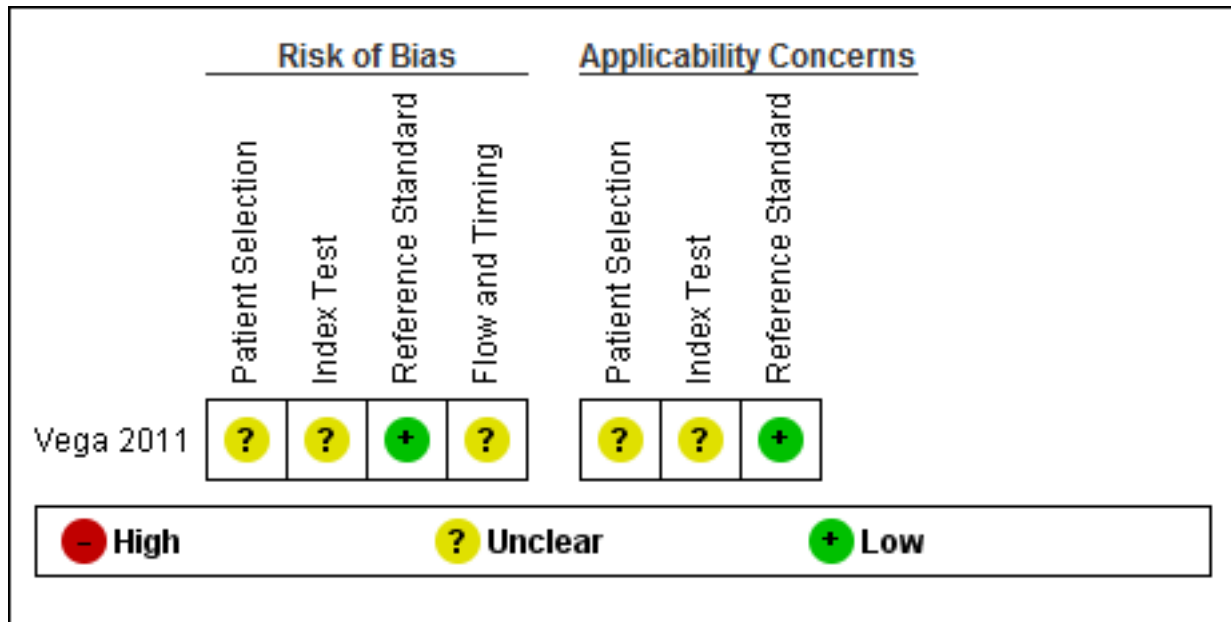 Risk of Bias Applicability Concerns
Patient Selection
Index Test
Reference Standard
Flow and Timing
Patient Selection
Index Test
Reference Standard
Vega 2011 ? ? + ? ? ? +
- High ? Unclear + Low